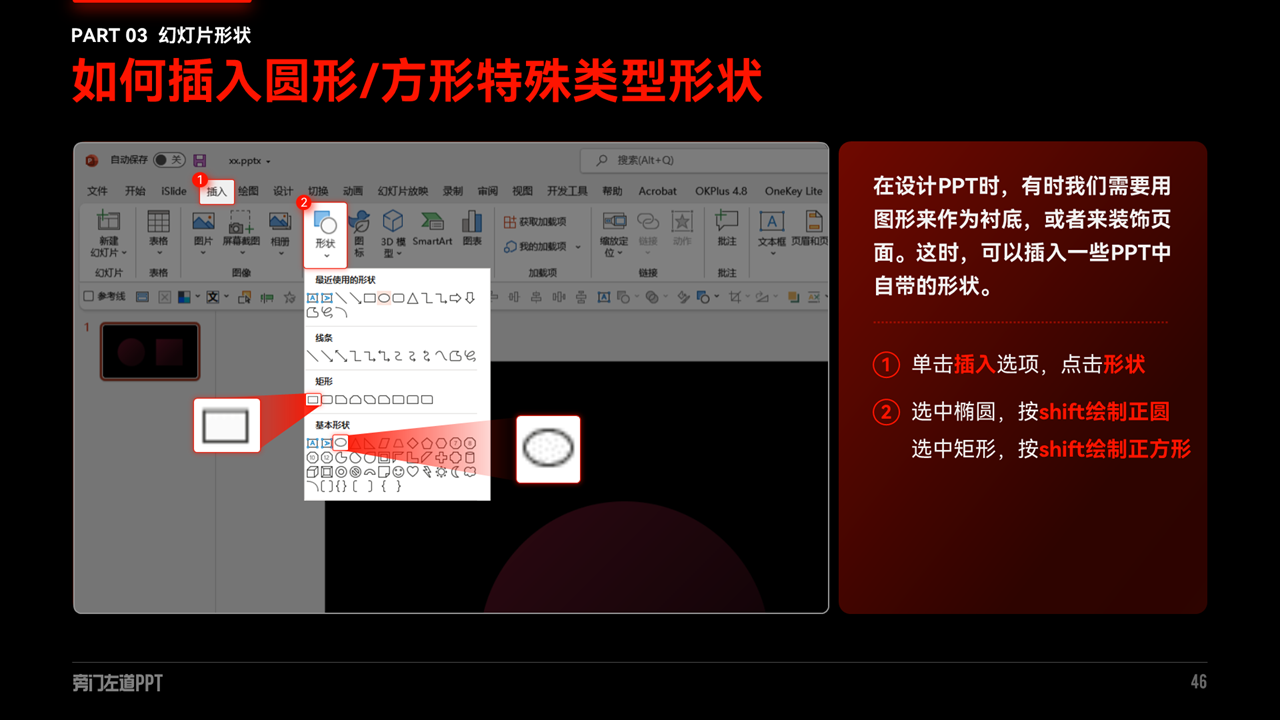 PART 03 幻灯片形状
如何插入圆形/方形特殊类型形状
自动保存 关 xx.pptx
搜索(Alt+Q)
文件 开始 iSlide 插入 绘图 设计 切换 动画 幻灯片放映 录制 审阅 视图 开发工具 帮助 Acrobat OKPlus 4.8 OneKey Lite
1
2
新建
幻灯片
表格
图片
屏幕截图
相册
形状
图
标
3D 模
型
SmartArt
图表
获取加载项
我的加载项
缩放定
位
链接
动作
批注
文本框
页眉和页
幻灯片 表格 图像 加载项 链接 批注
参考线
最近使用的形状
线条
矩形
基本形状
1
在设计PPT时，有时我们需要用
图形来作为衬底，或者来装饰页
面。这时，可以插入一些PPT中
自带的形状。
1 单击插入选项，点击形状
2 选中椭圆，按shift绘制正圆
选中矩形，按shift绘制正方形
旁门左道PPT
46